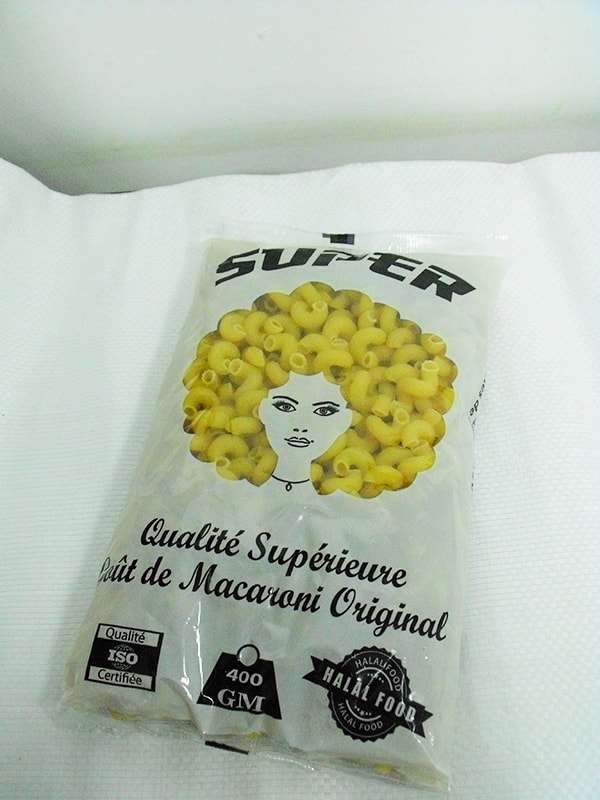 SUPER
Qualité Supérieure
Goût de Macaroni Original
Qualité
ISO
Certifiée
400
GM
HALAL FOOD
HALAL FOOD
HALAL FOOD